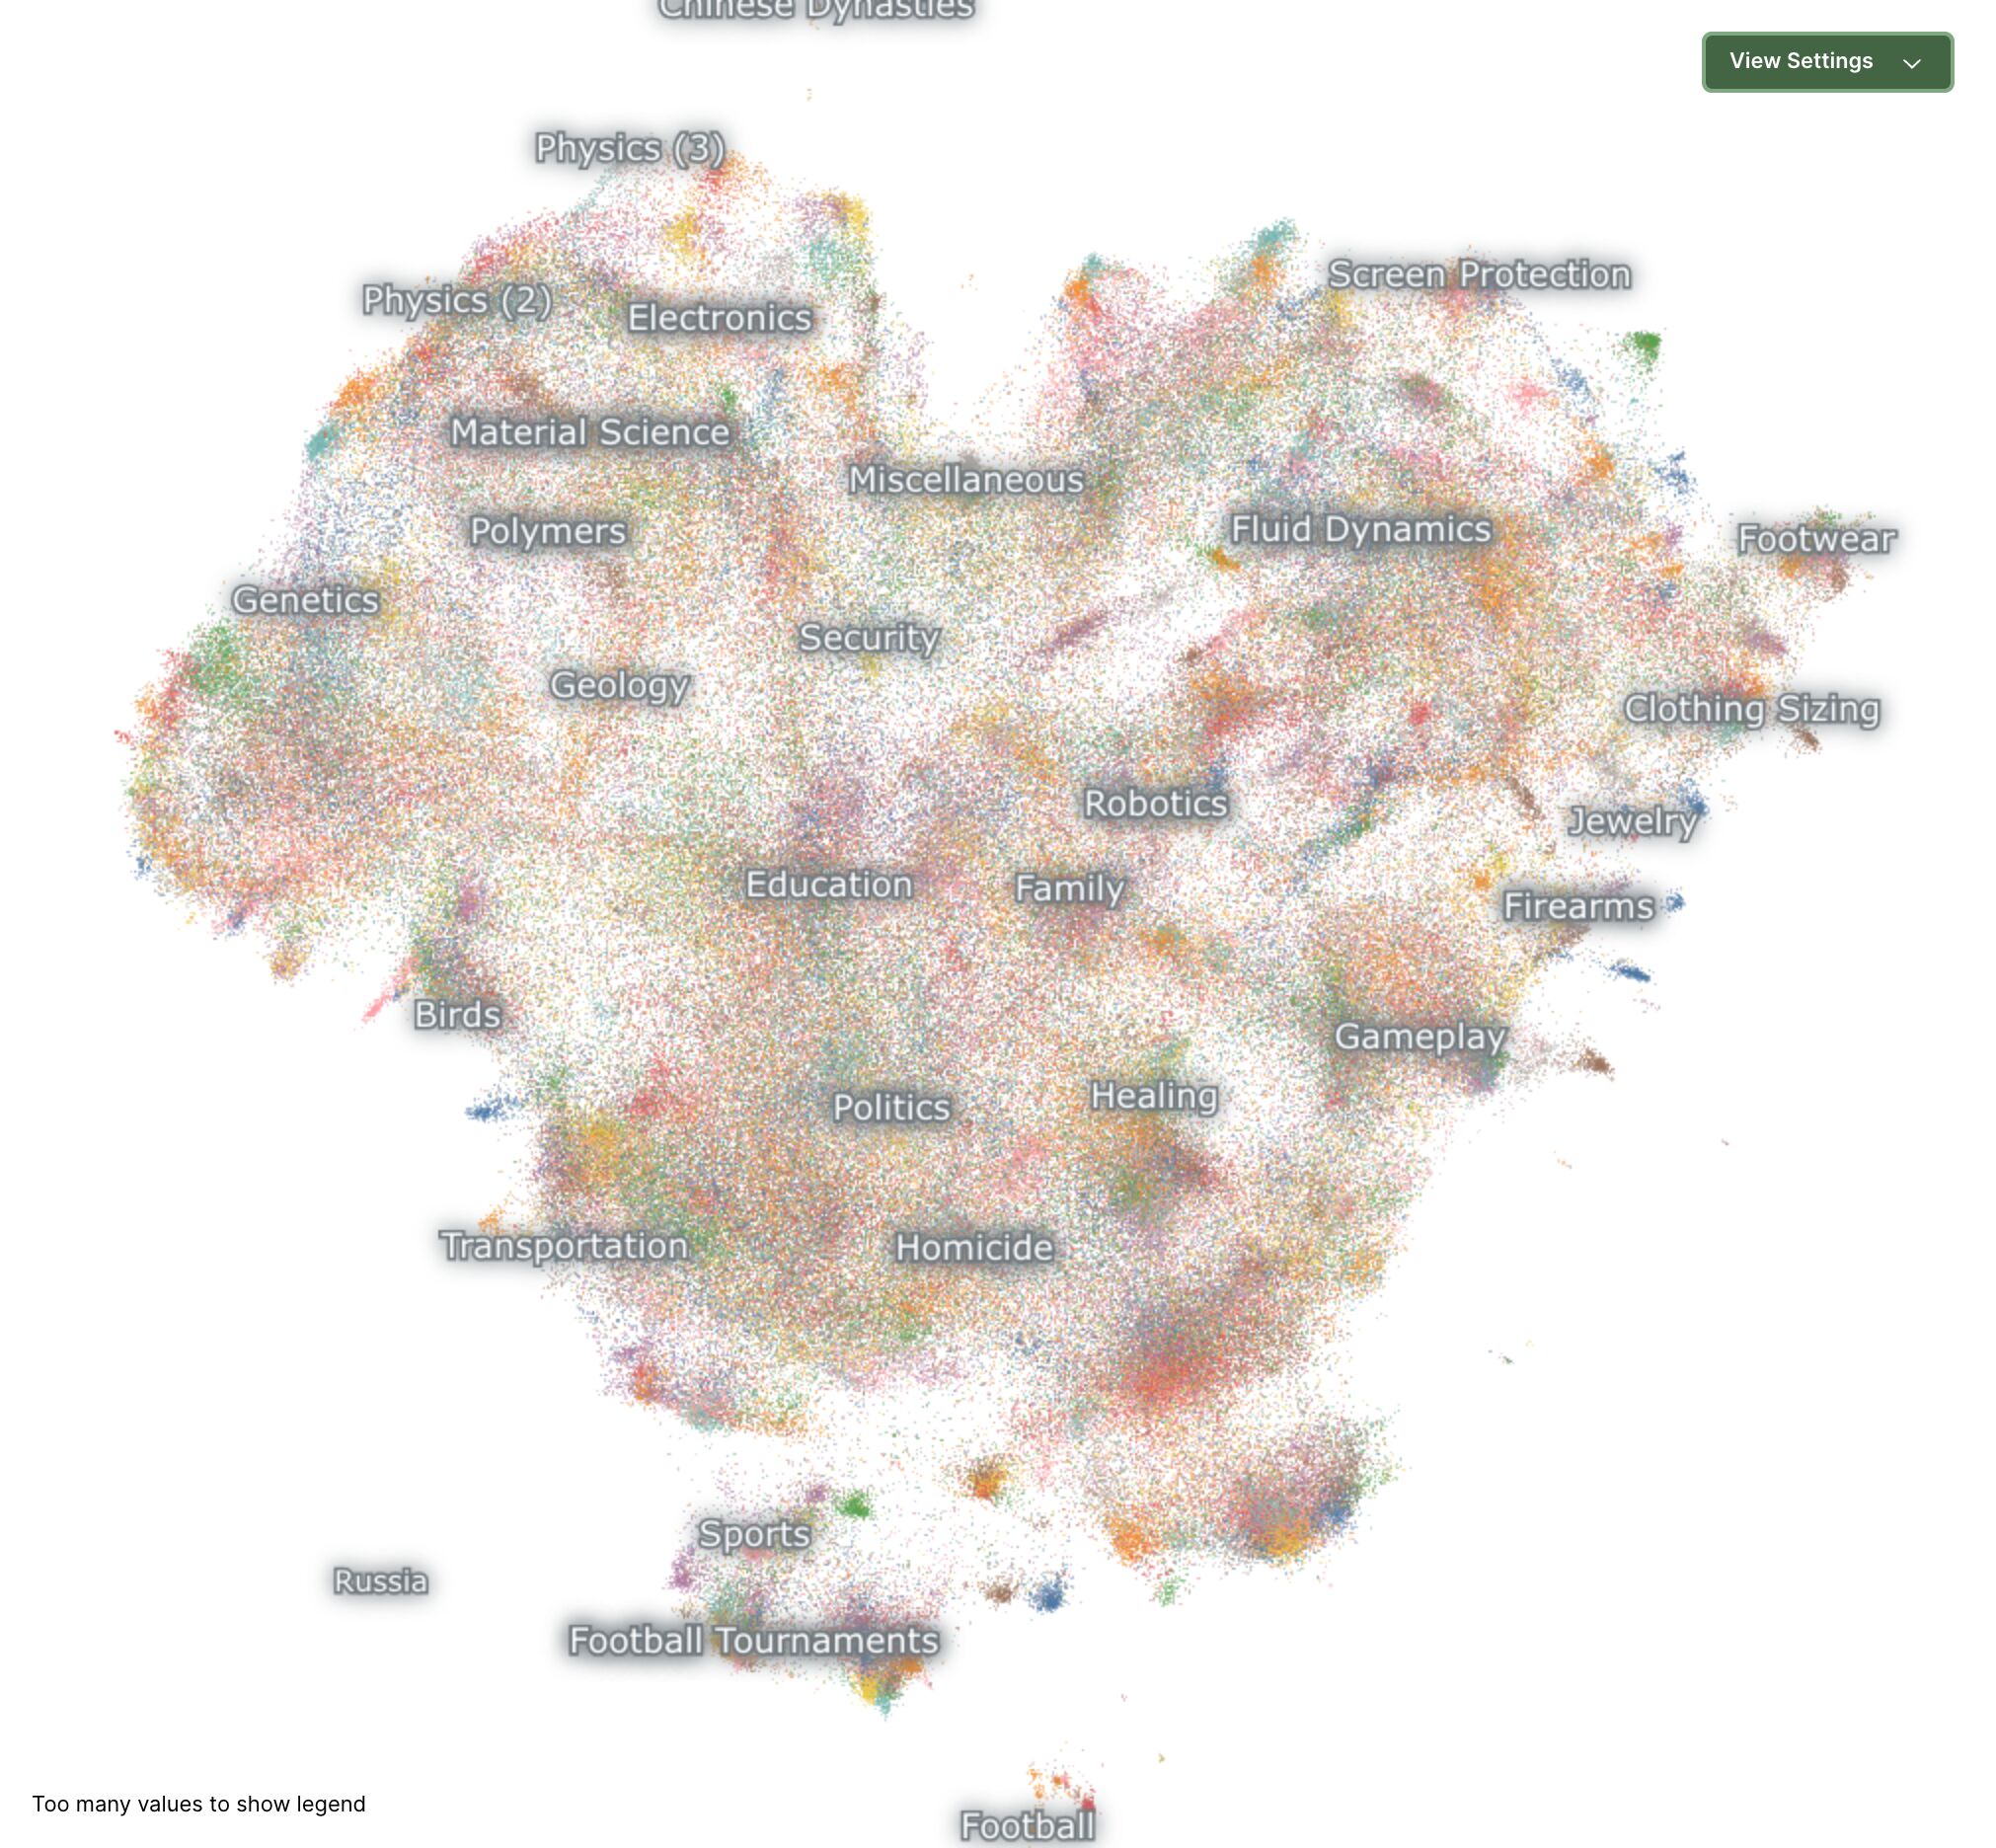 Chinese Dynasties
View Settings
Physics (3)
Screen Protection
Physics (2)
Electronics
Material Science
Miscellaneous
Polymers
Fluid Dynamics
Footwear
Genetics
Security
Geology
Clothing Sizing
Robotics
Jewelry
Education
Family
Firearms
Birds
Gameplay
Politics
Healing
Transportation
Homicide
Sports
Russia
Football Tournaments
Too many values to show legend
Football